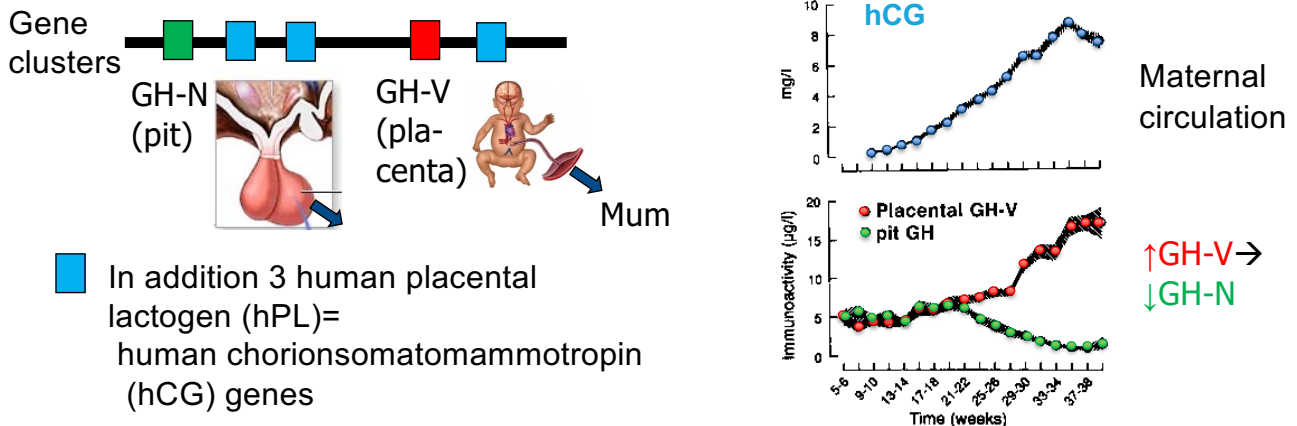 Gene
clusters
GH-N
(pit)
GH-V
(pla-
centa)
Mum
In addition 3 human placental
lactogen (hPL)=
human chorionsomatomammotropin
(hCG) genes
hCG
mg/l
10
8
6
4
2
0
Maternal
circulation
Immunoactivity (µg/l)
20
15
10
5
0
Placental GH-V
pit GH
5-6
9-10
13-14
17-18
21-22
25-26
29-30
33-34
37-38
Time (weeks)
↑GH-V→
↓GH-N